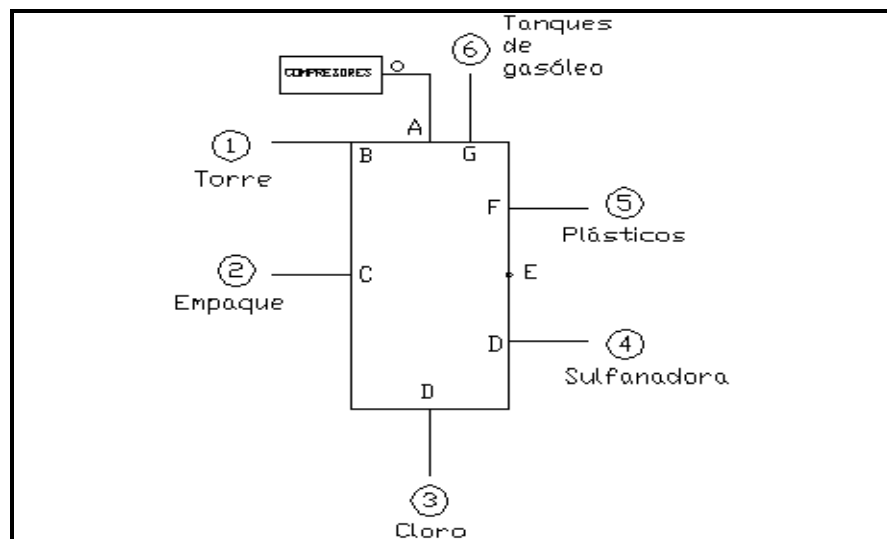 6
Tanques
de
gasóleo
COMPRESORES
O
A
1
B
G
Torre
F
5
Plásticos
2
C
E
Empaque
D
4
Sulfanadora
D
3
Cloro